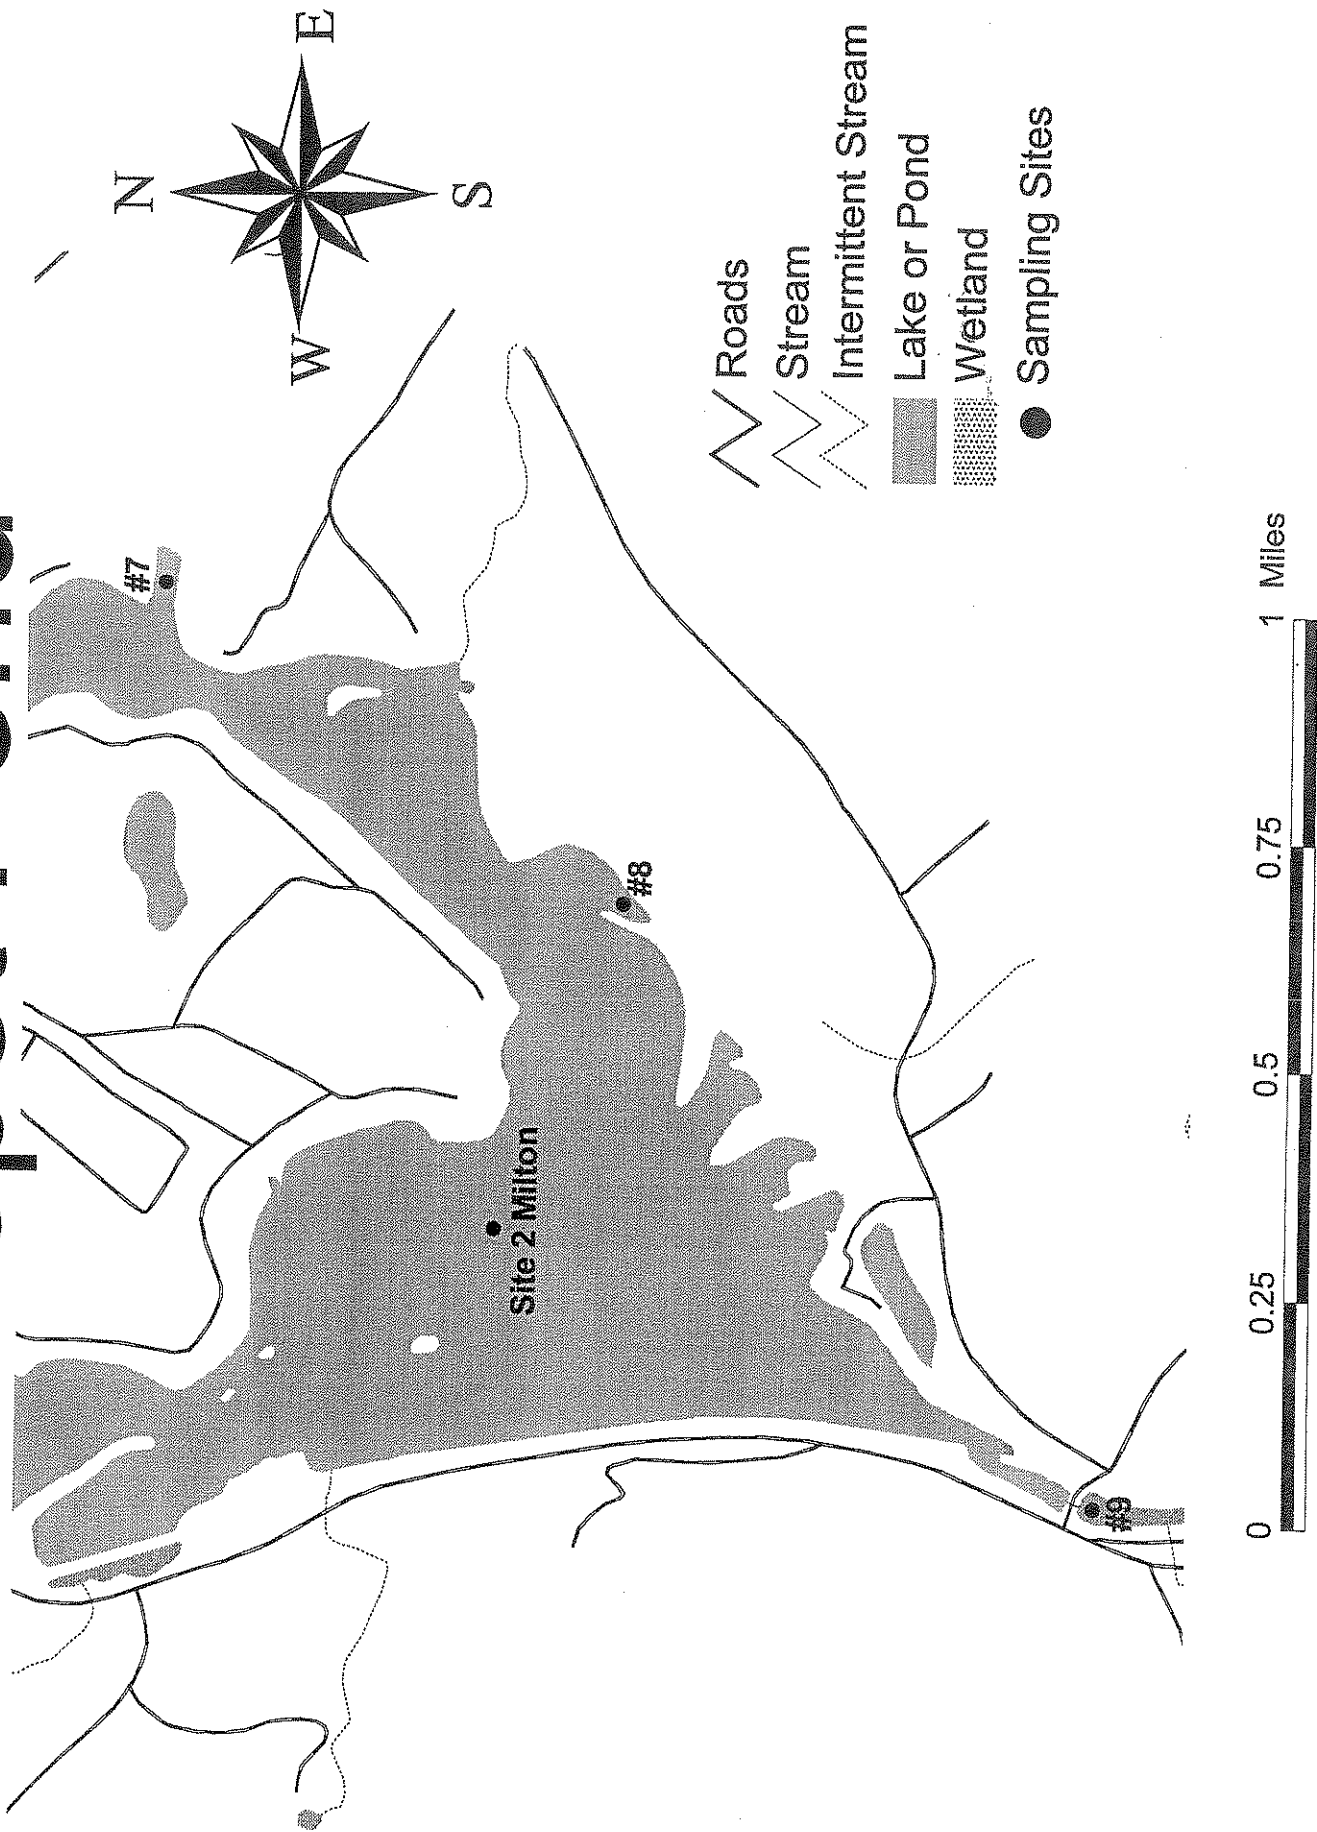 N
W
E
S
#7
#8
Site 2 Milton
#9
Roads
Stream
Intermittent Stream
Lake or Pond
Wetland
Sampling Sites
0 0.25 0.5 0.75 1 Miles